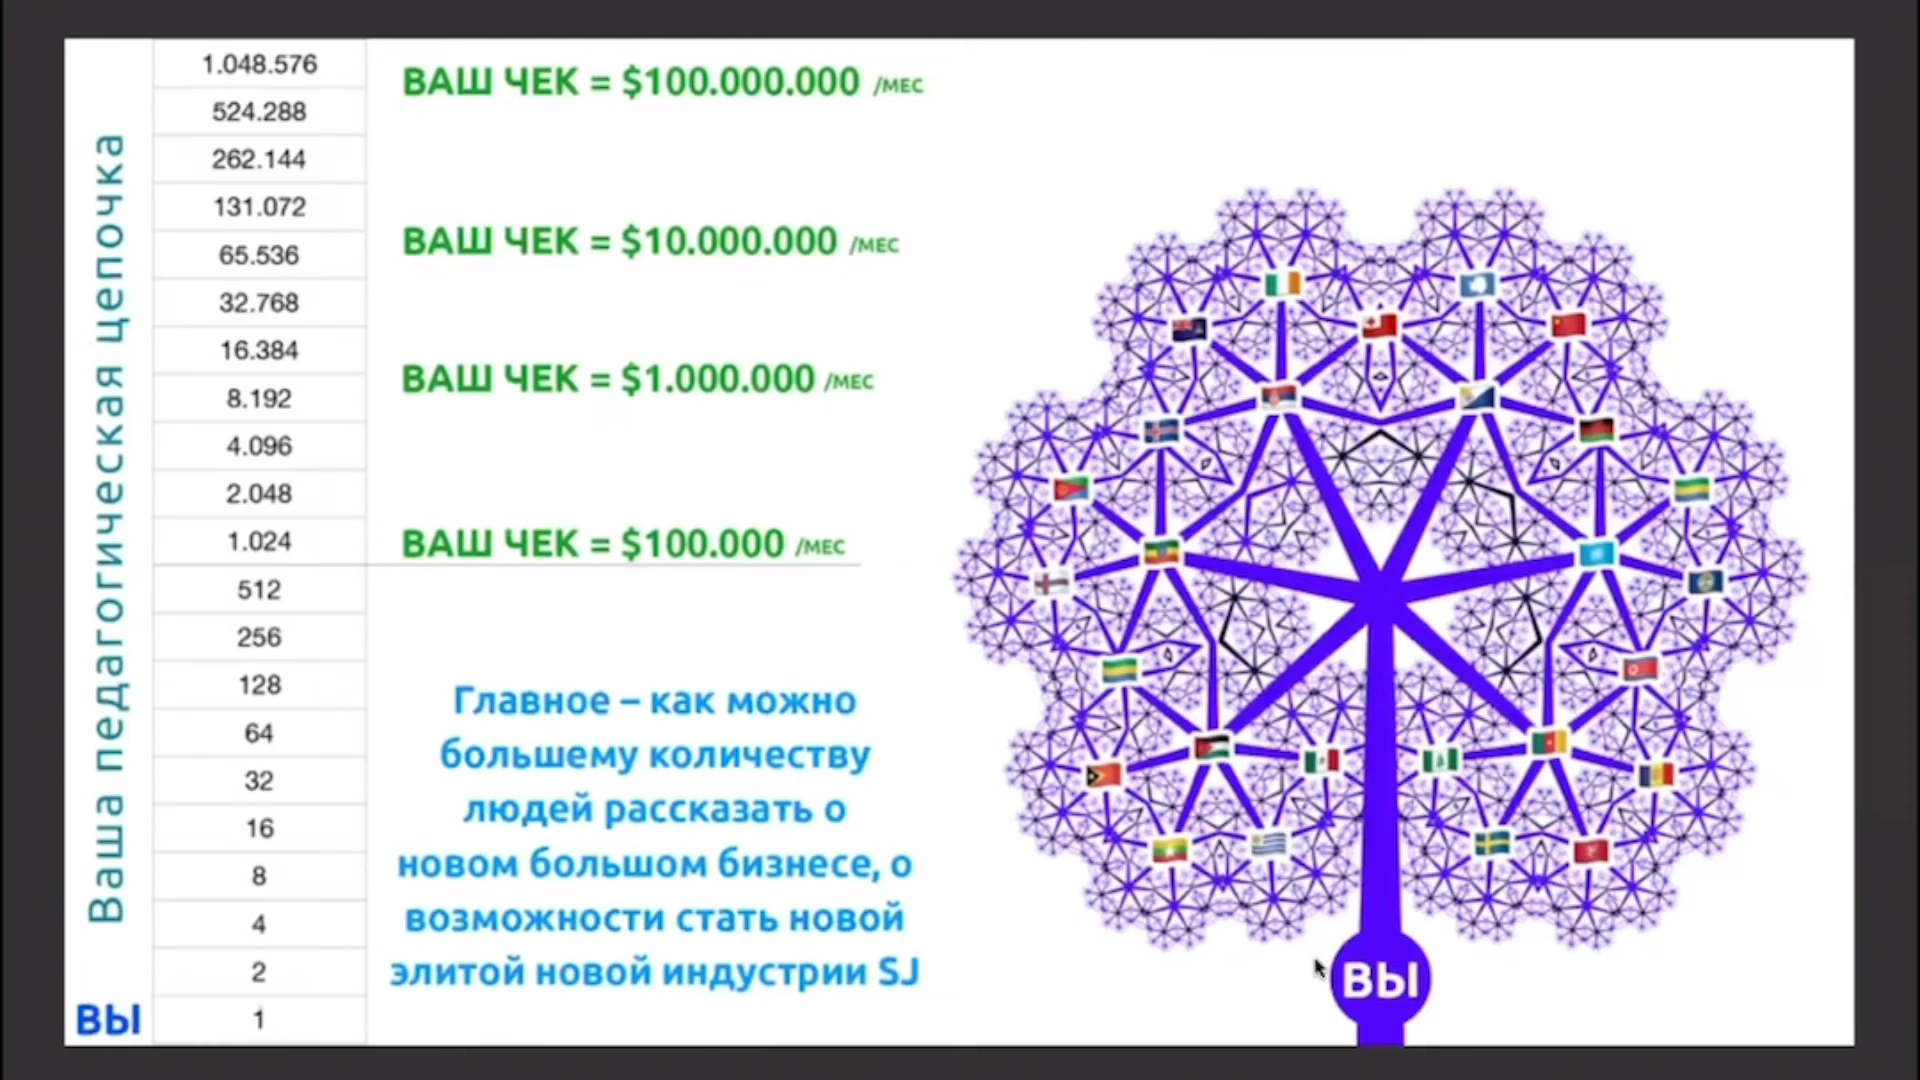 Ваша педагогическая цепочка
1.048.576
524.288
262.144
131.072
65.536
32.768
16.384
8.192
4.096
2.048
1.024
512
256
128
64
32
16
8
4
2
ВЫ 1
ВАШ ЧЕК = $100.000.000 /МЕС
ВАШ ЧЕК = $10.000.000 /МЕС
ВАШ ЧЕК = $1.000.000 /МЕС
ВАШ ЧЕК = $100.000 /МЕС
Главное – как можно
большему количеству
людей рассказать о
новом большом бизнесе, о
возможности стать новой
элитой новой индустрии SJ
ВЫ